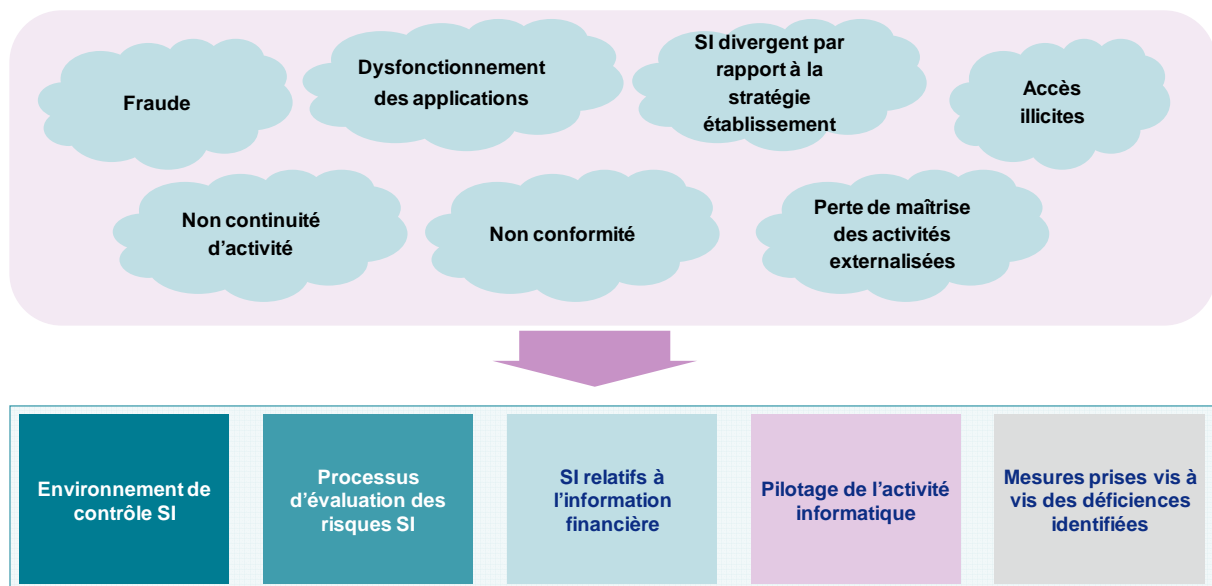 Fraude
Dysfonctionnement
des applications
SI divergent par
rapport à la
stratégie
établissement
Accès
illicites
Non continuité
d’activité
Non conformité
Perte de maîtrise
des activités
externalisées
Environnement de
contrôle SI
Processus
d’évaluation des
risques SI
SI relatifs à
l’information
financière
Pilotage de l’activité
informatique
Mesures prises vis à
vis des déficiences
identifiées